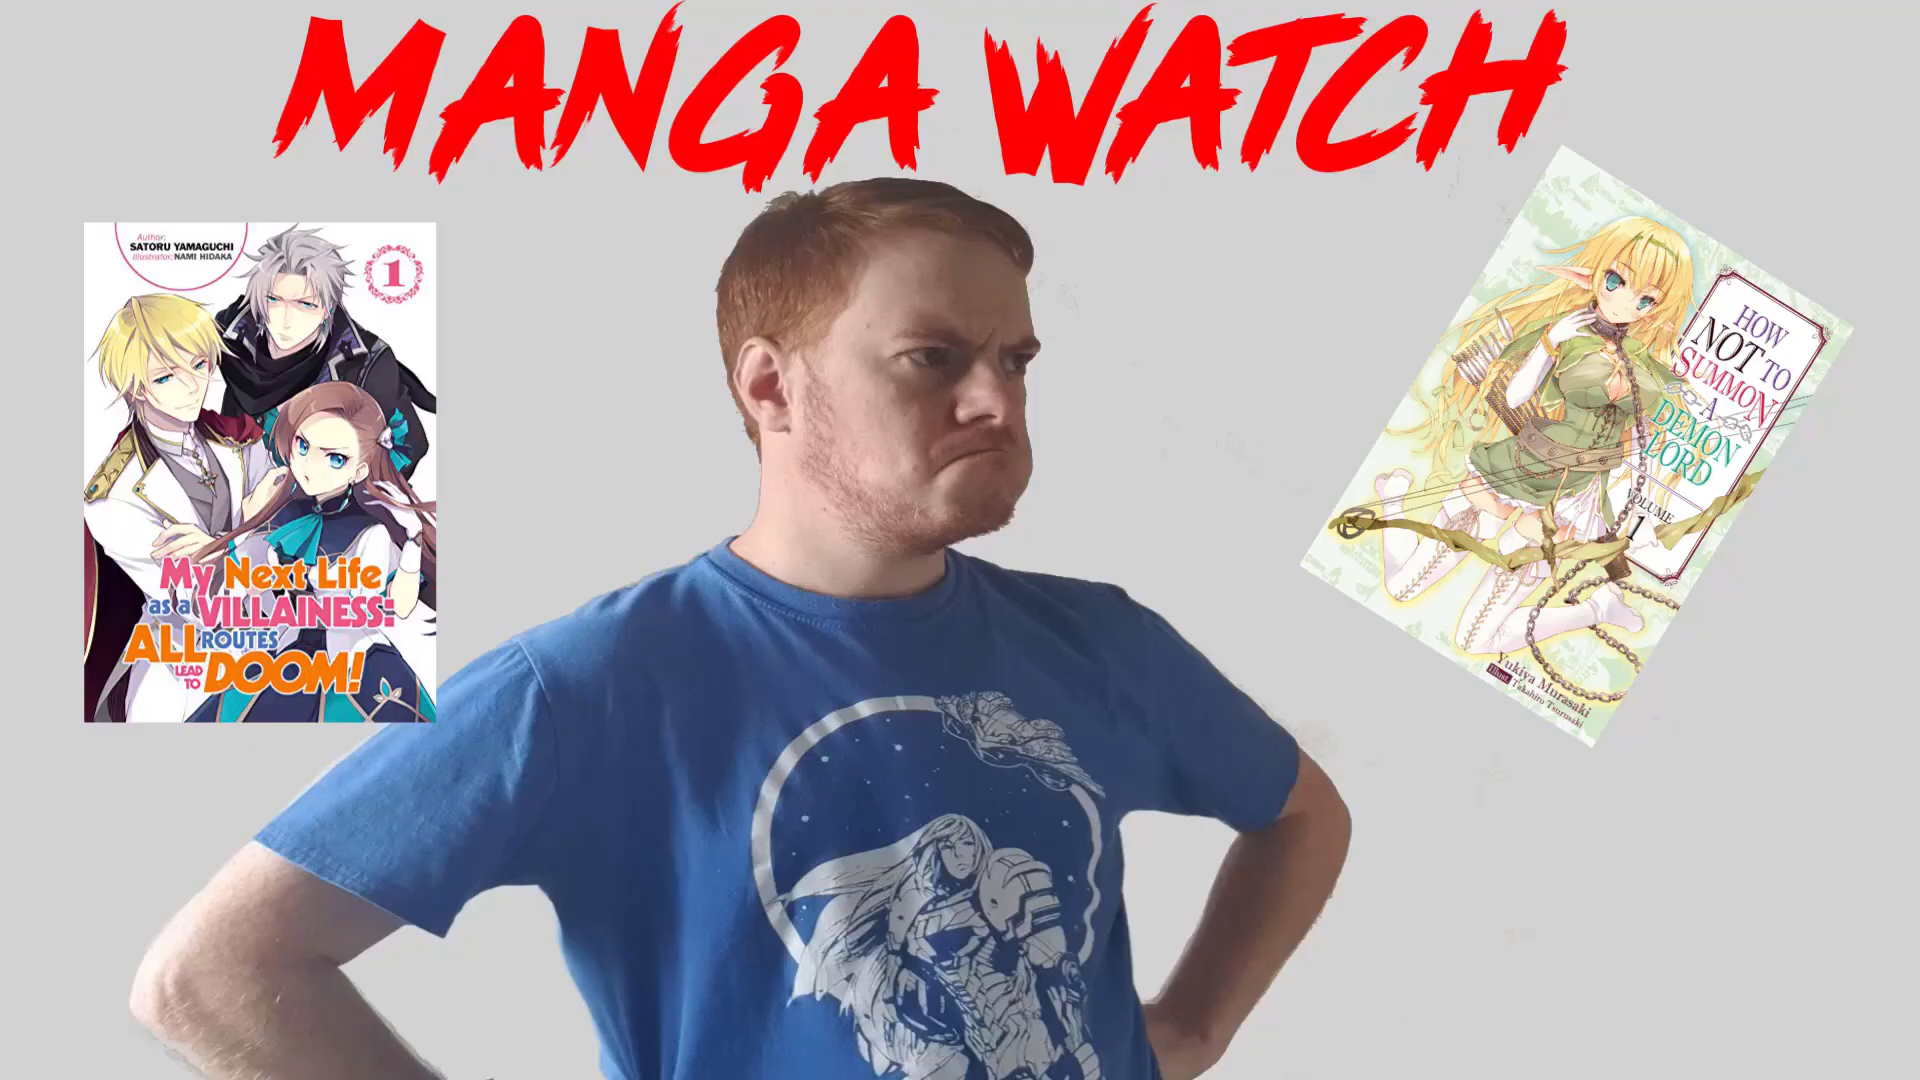 MANGA WATCH
Author:
SATORU YAMAGUCHI
Illustrator: NAMI HIDAKA
1
My Next Life
as a VILLAINESS:
ALL ROUTES
LEAD
TO DOOM!
HOW
NOT TO
SUMMON
A
DEMON
LORD
VOLUME
1
Yukiya Murasaki
Illust. Takahiro Tsurusaki